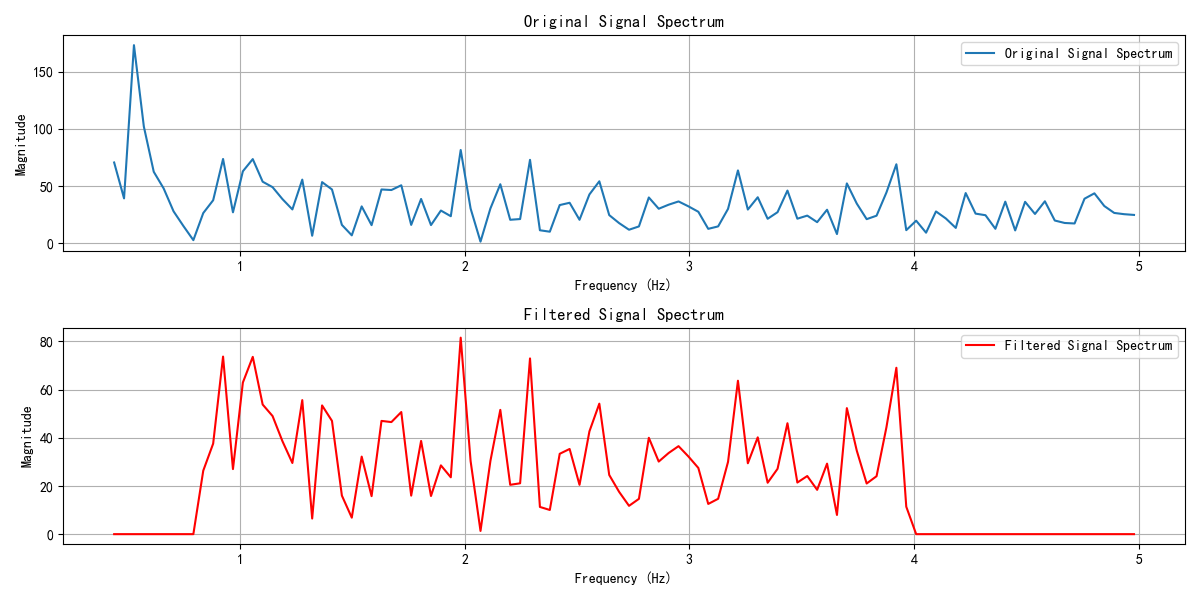 Original Signal Spectrum
Original Signal Spectrum
Magnitude
150
100
50
0
1 2 3 4 5
Frequency (Hz)
Filtered Signal Spectrum
Filtered Signal Spectrum
Magnitude
80
60
40
20
0
1 2 3 4 5
Frequency (Hz)